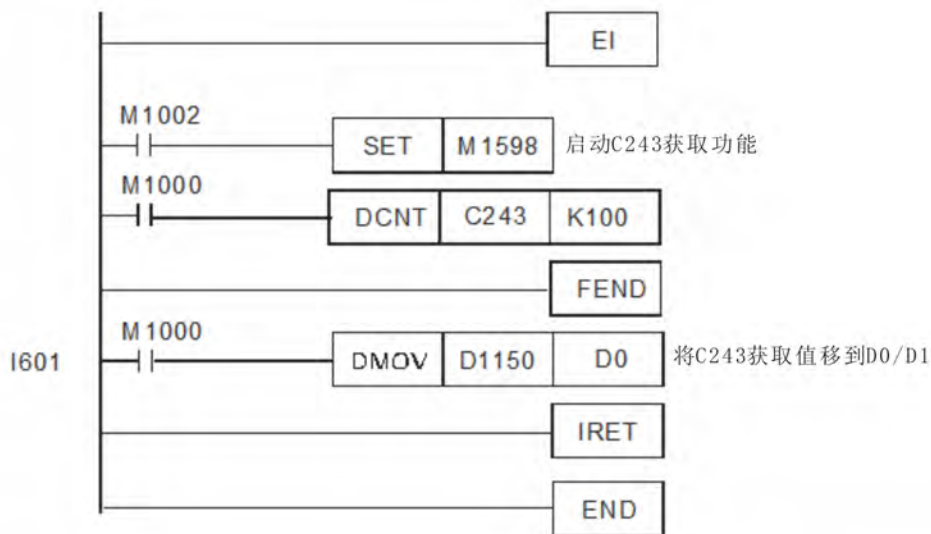 EI
M1002
SET M1598 启动C243获取功能
M1000
DCNT C243 K100
FEND
M1000
I601 DMOV D1150 D0 将C243获取值移到D0/D1
IRET
END